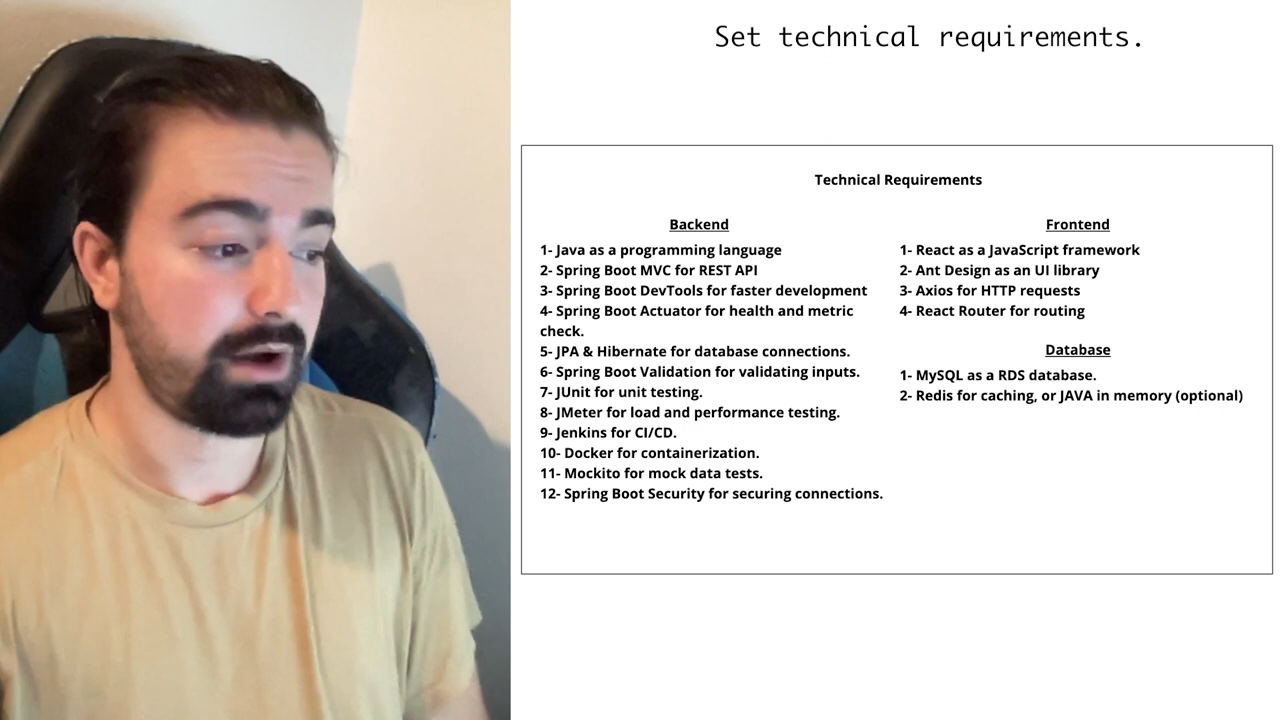 Set technical requirements.
Technical Requirements
Backend
1- Java as a programming language
2- Spring Boot MVC for REST API
3- Spring Boot DevTools for faster development
4- Spring Boot Actuator for health and metric
check.
5- JPA & Hibernate for database connections.
6- Spring Boot Validation for validating inputs.
7- JUnit for unit testing.
8- JMeter for load and performance testing.
9- Jenkins for CI/CD.
10- Docker for containerization.
11- Mockito for mock data tests.
12- Spring Boot Security for securing connections.
Frontend
1- React as a JavaScript framework
2- Ant Design as an UI library
3- Axios for HTTP requests
4- React Router for routing
Database
1- MySQL as a RDS database.
2- Redis for caching, or JAVA in memory (optional)